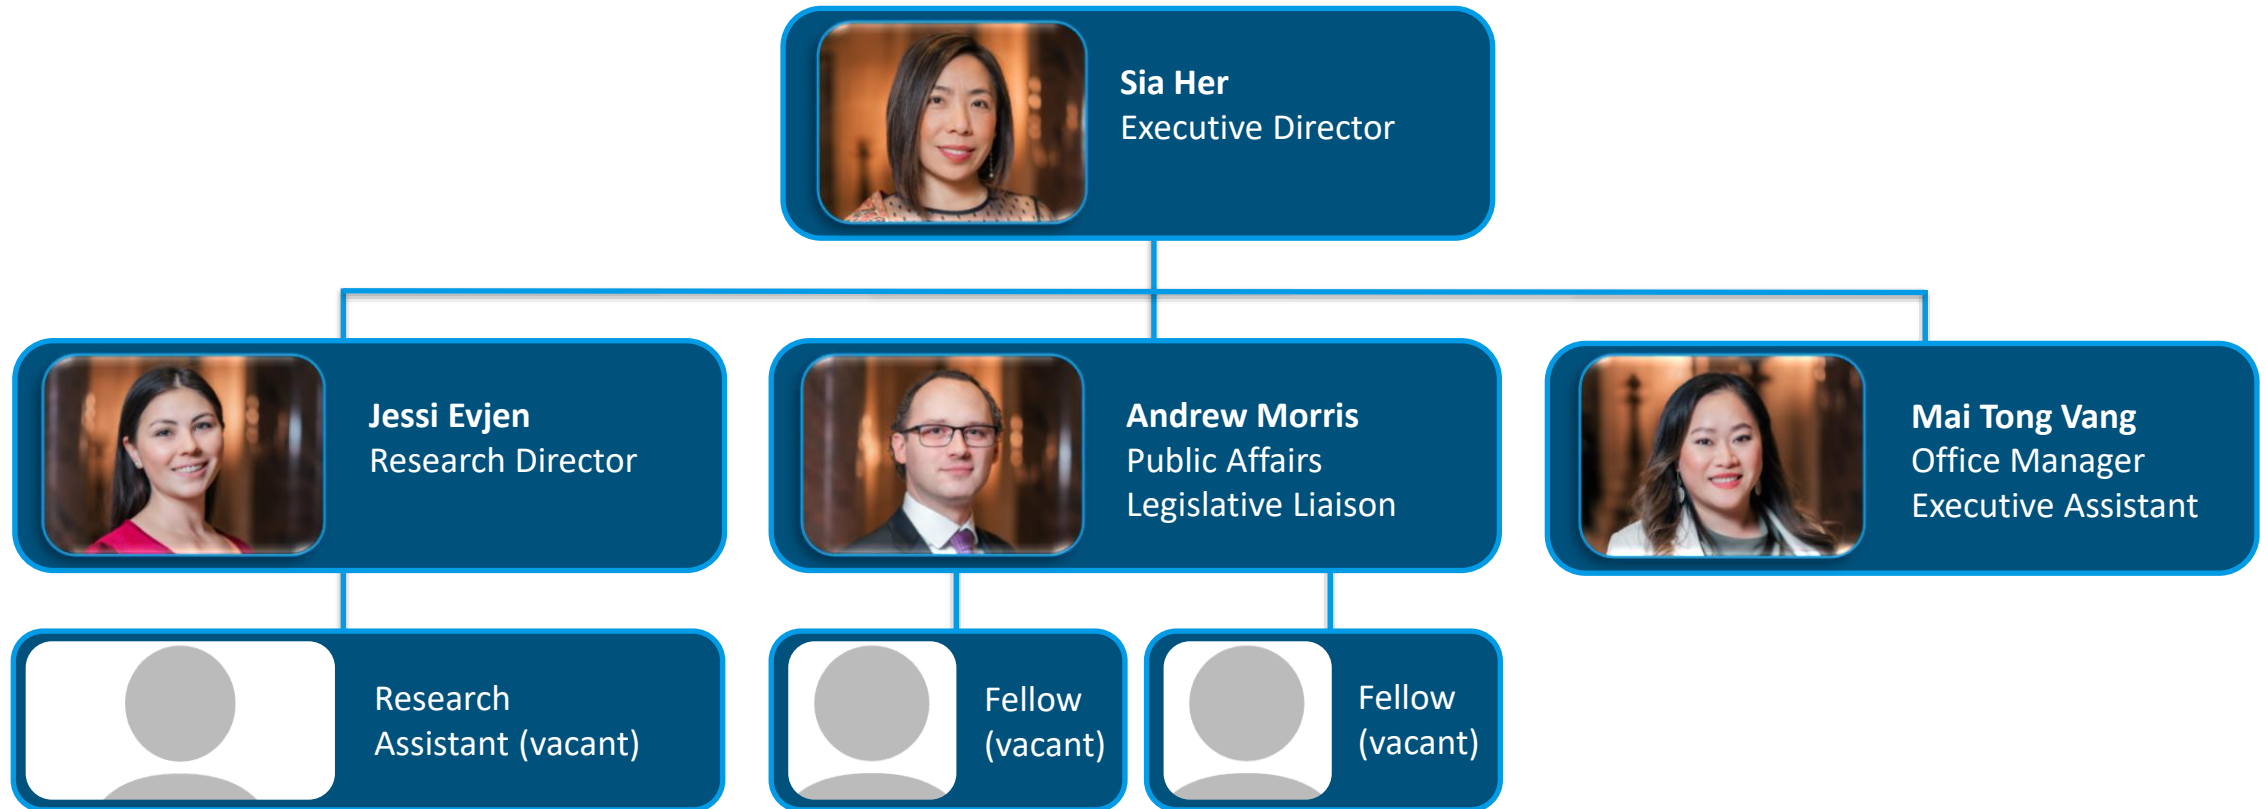 Sia Her
Executive Director
Jessi Evjen
Research Director
Andrew Morris
Public Affairs
Legislative Liaison
Mai Tong Vang
Office Manager
Executive Assistant
Research
Assistant (vacant)
Fellow
(vacant)
Fellow
(vacant)